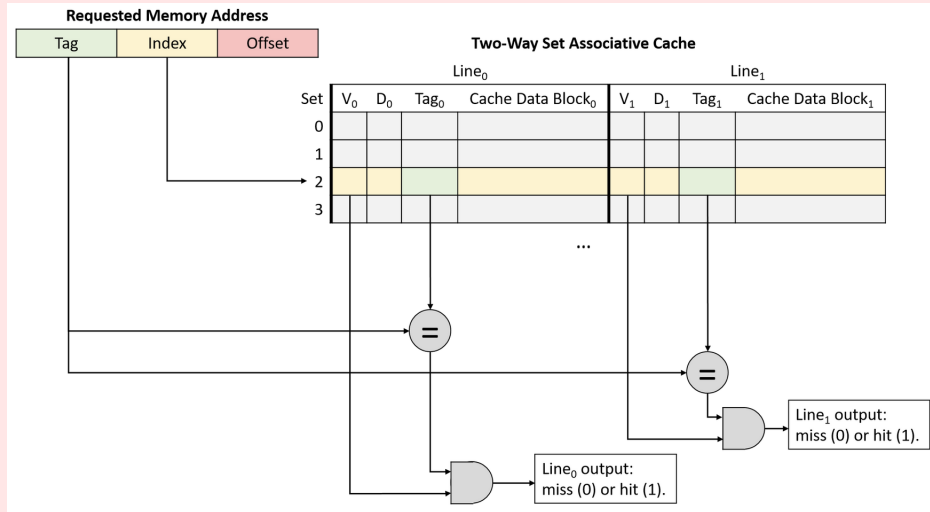 Requested Memory Address
Tag Index Offset
Two-Way Set Associative Cache
Line₀ Line₁
Set V₀ D₀ Tag₀ Cache Data Block₀ V₁ D₁ Tag₁ Cache Data Block₁
0
1
2
3
...
=
=
Line₁ output:
miss (0) or hit (1).
Line₀ output:
miss (0) or hit (1).